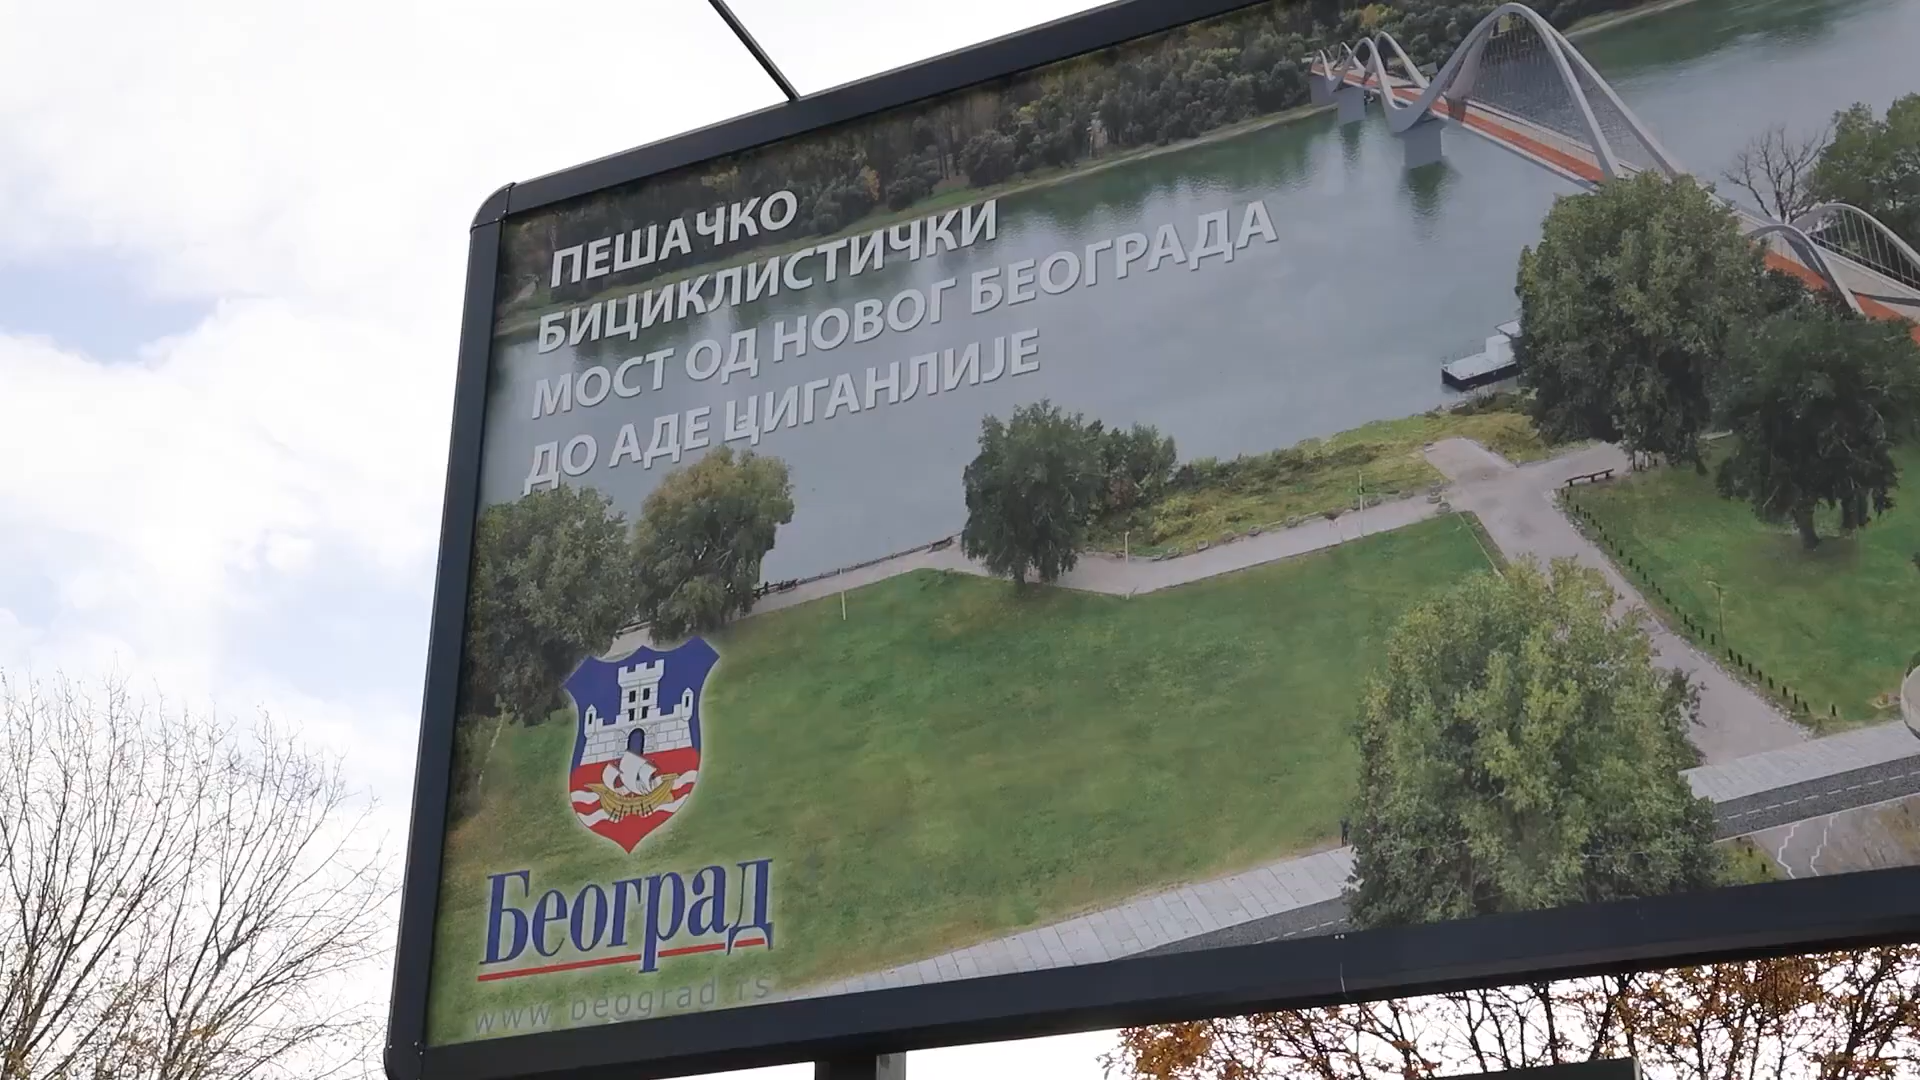 ПЕШАЧКО
БИЦИКЛИСТИЧКИ
МОСТ ОД НОВОГ БЕОГРАДА
ДО АДЕ ЦИГАНЛИЈЕ
Београд
www.beograd.rs